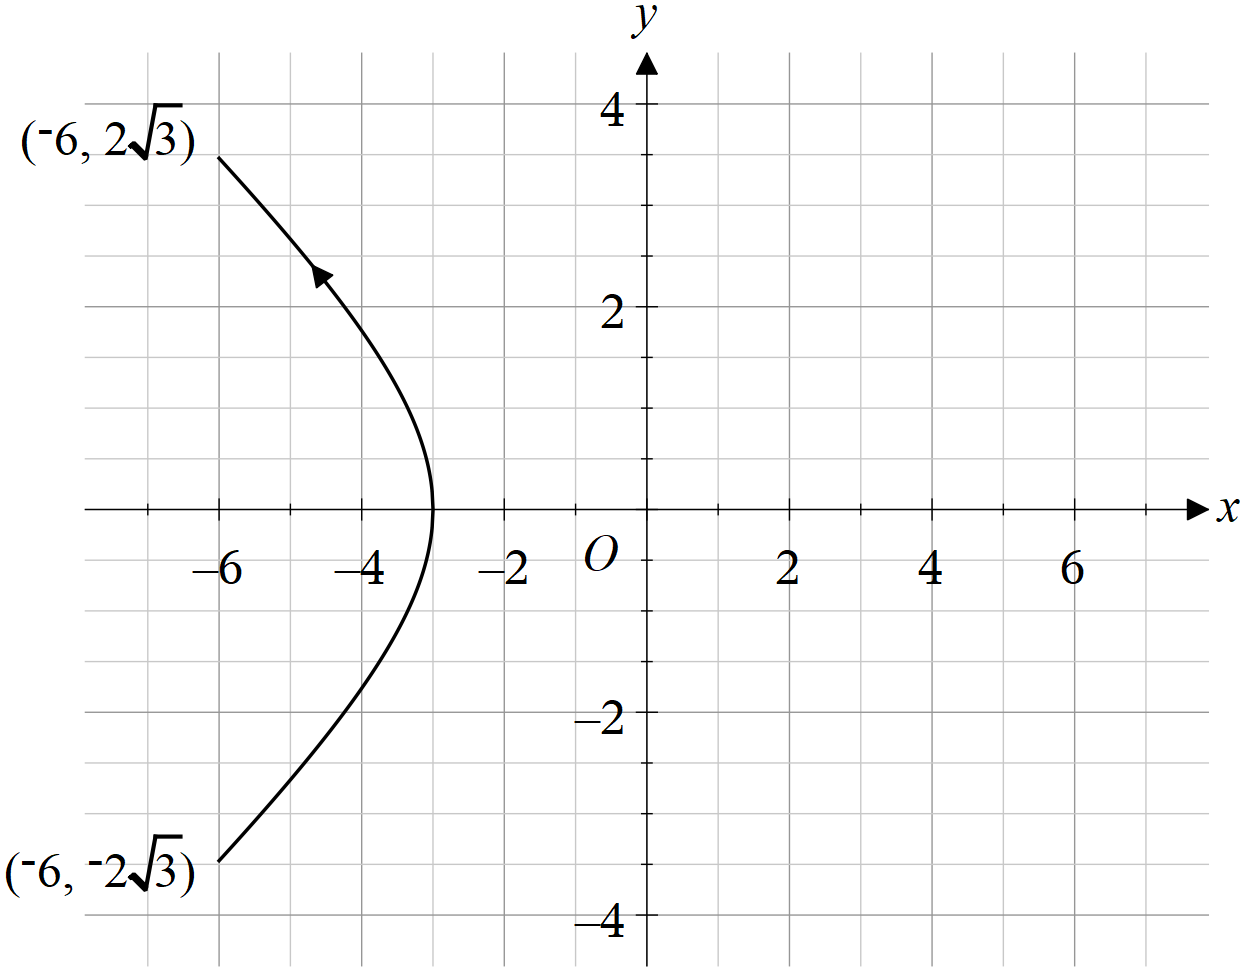 y
4
(-6, 2√3)
2
x
–6 –4 –2 O 2 4 6
–2
(-6, -2√3)
–4